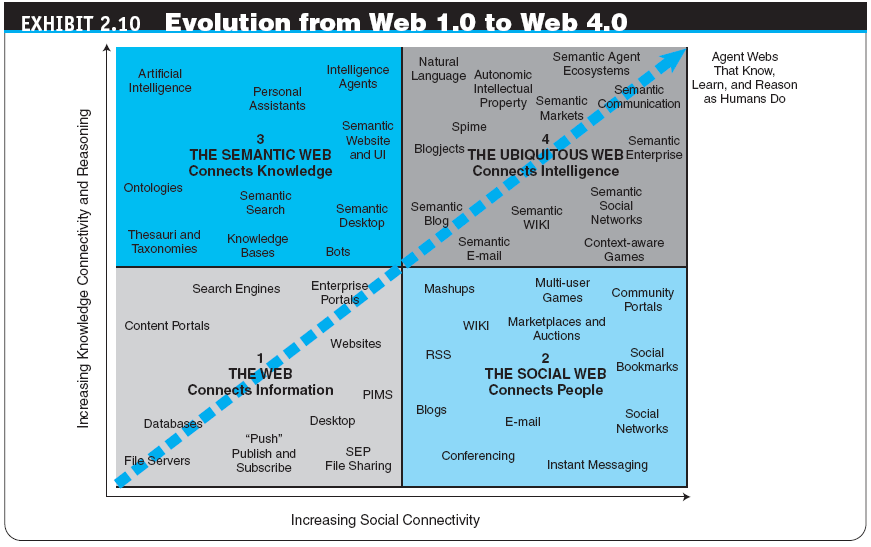 EXHIBIT 2.10 Evolution from Web 1.0 to Web 4.0
Increasing Knowledge Connectivity and Reasoning
Artificial
Intelligence
Personal
Assistants
Intelligence
Agents
Semantic
Website
and UI
3
THE SEMANTIC WEB
Connects Knowledge
Ontologies
Semantic
Search
Semantic
Desktop
Thesauri and
Taxonomies
Knowledge
Bases
Bots
Natural
Language
Autonomic
Intellectual
Property
Semantic Agent
Ecosystems
Semantic
Markets
Semantic
Communication
Spime
Blogjects
4
THE UBIQUITOUS WEB
Connects Intelligence
Semantic
Enterprise
Semantic
Blog
Semantic
WIKI
Semantic
Social
Networks
Semantic
E-mail
Context-aware
Games
Agent Webs
That Know,
Learn, and Reason
as Humans Do
Search Engines
Enterprise
Portals
Content Portals
Websites
1
THE WEB
Connects Information
PIMS
Databases
Desktop
File Servers
“Push”
Publish and
Subscribe
SEP
File Sharing
Mashups
Multi-user
Games
Community
Portals
WIKI
Marketplaces and
Auctions
RSS
2
THE SOCIAL WEB
Connects People
Social
Bookmarks
Blogs
E-mail
Social
Networks
Conferencing
Instant Messaging
Increasing Social Connectivity